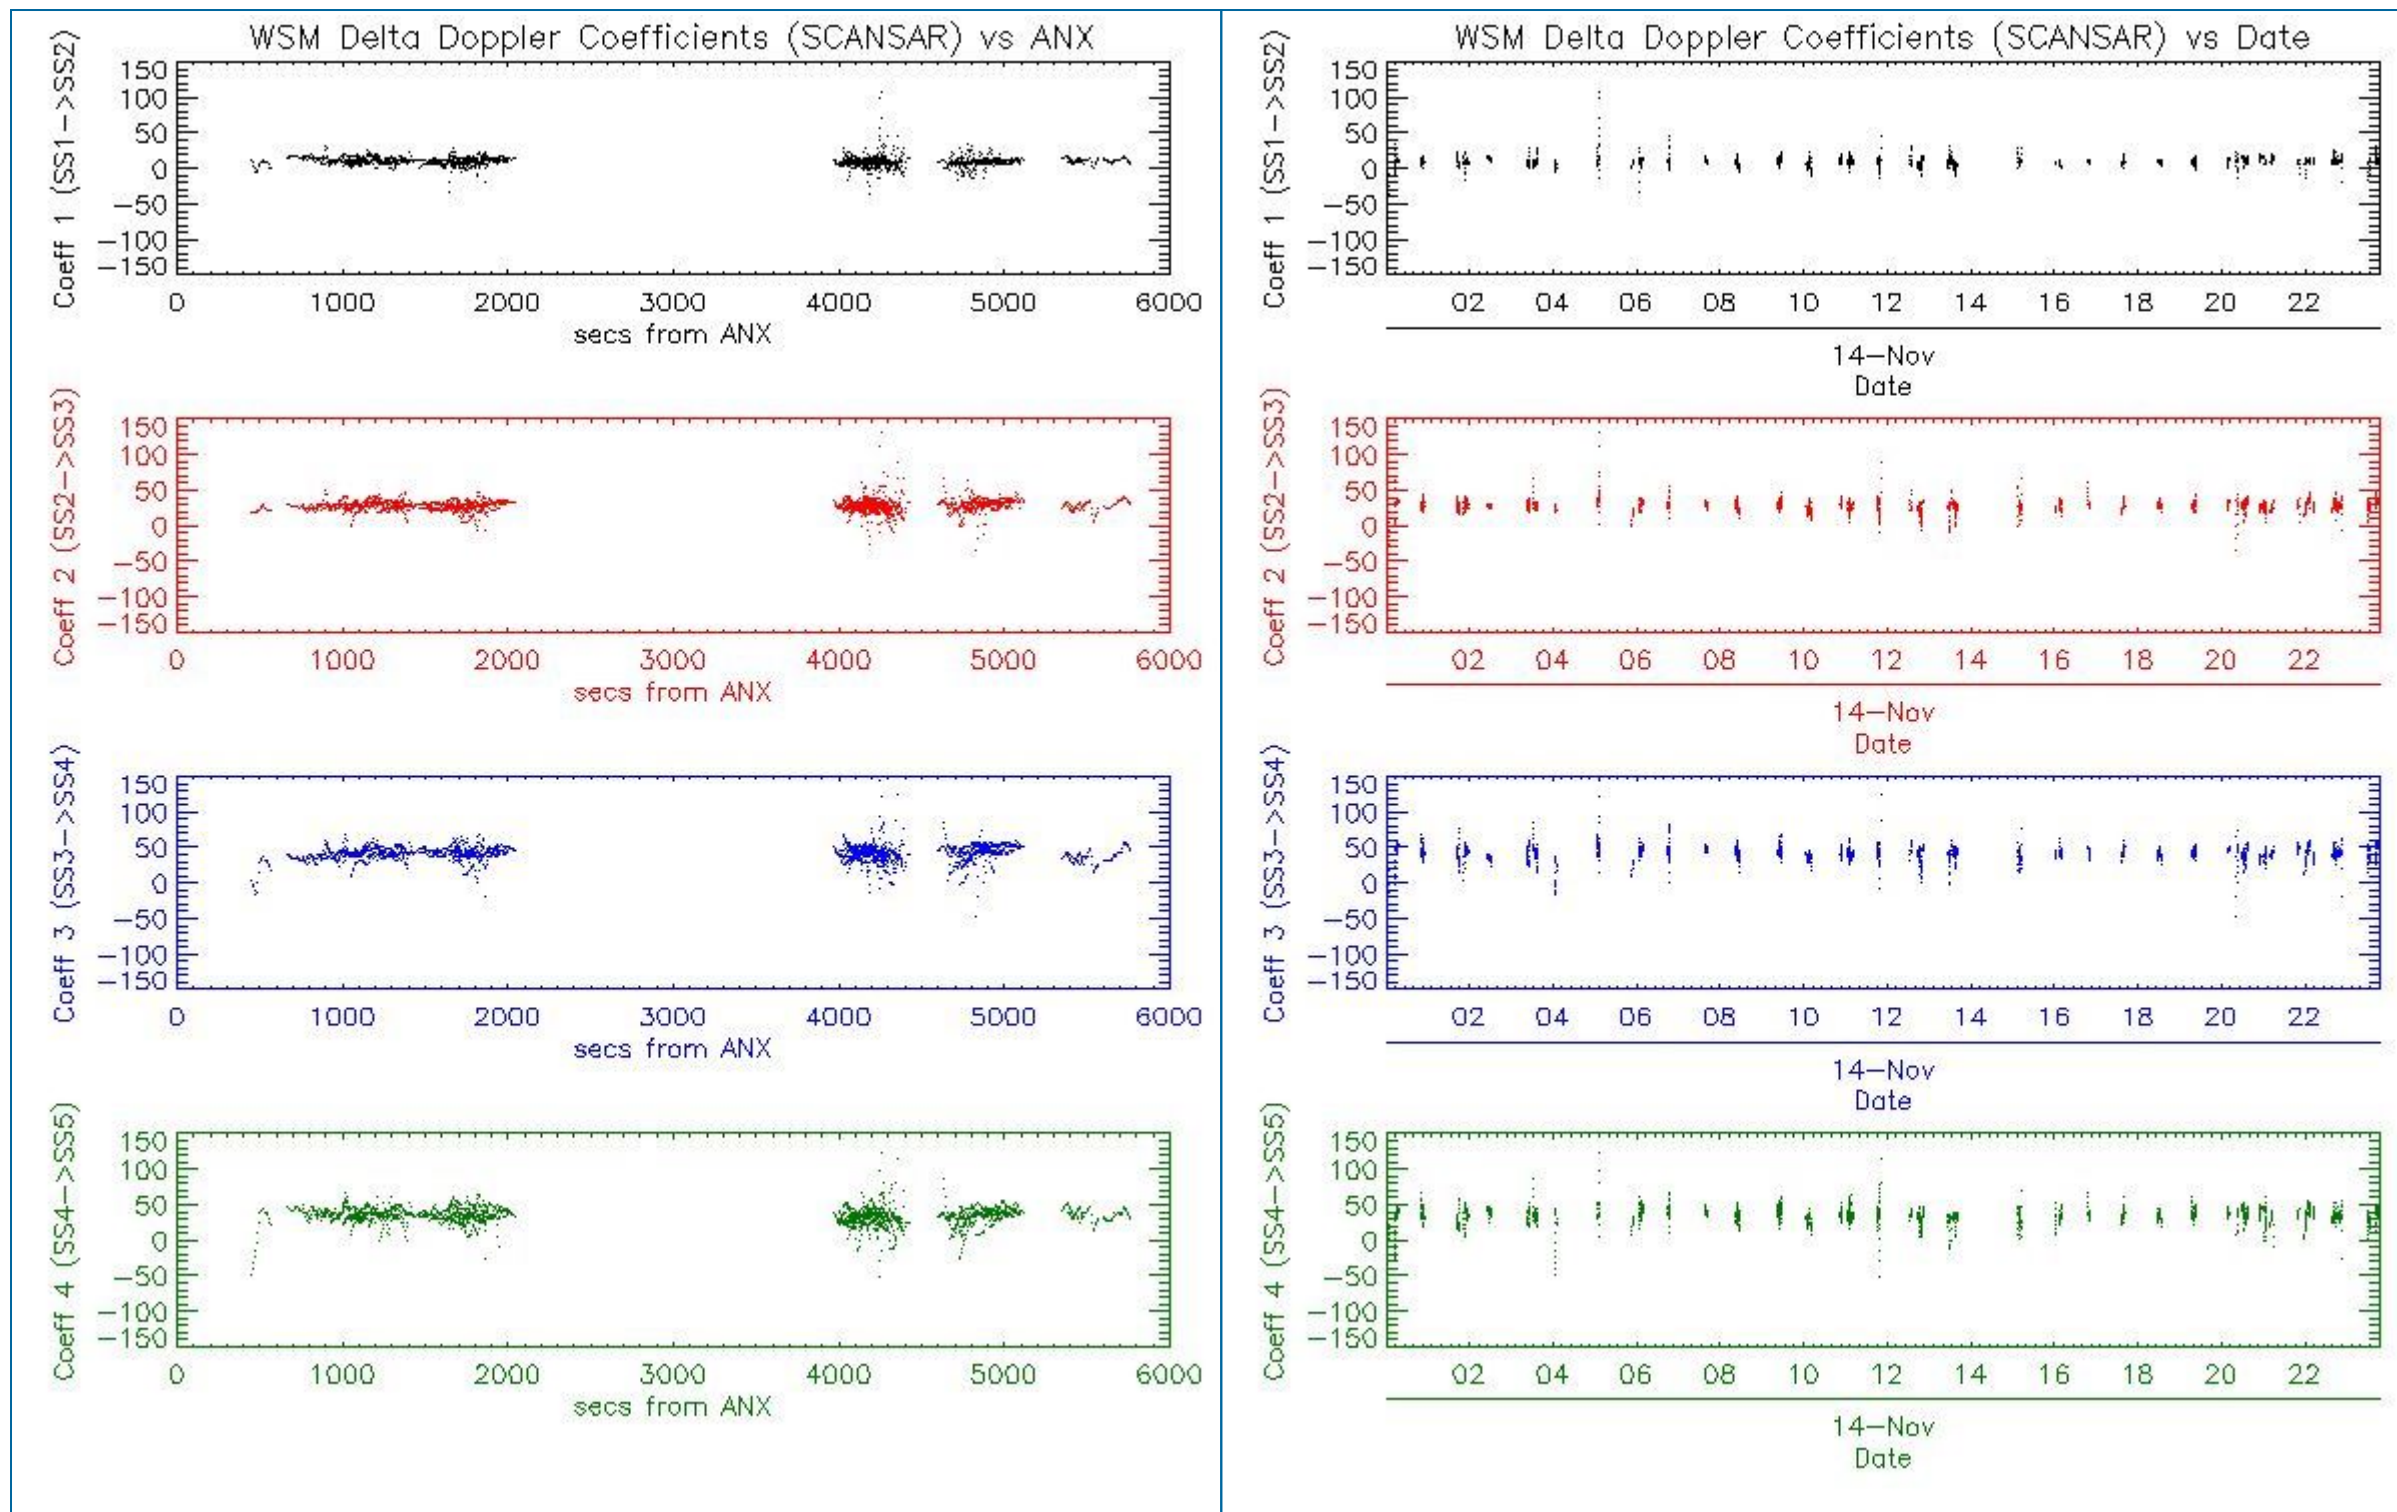 WSM Delta Doppler Coefficients (SCANSAR) vs ANX
Coeff 1 (SS1->SS2)
150
100
50
0
-50
-100
-150
0 1000 2000 3000 4000 5000 6000
secs from ANX
Coeff 2 (SS2->SS3)
150
100
50
0
-50
-100
-150
0 1000 2000 3000 4000 5000 6000
secs from ANX
Coeff 3 (SS3->SS4)
150
100
50
0
-50
-100
-150
0 1000 2000 3000 4000 5000 6000
secs from ANX
Coeff 4 (SS4->SS5)
150
100
50
0
-50
-100
-150
0 1000 2000 3000 4000 5000 6000
secs from ANX
WSM Delta Doppler Coefficients (SCANSAR) vs Date
Coeff 1 (SS1->SS2)
150
100
50
0
-50
-100
-150
02 04 06 08 10 12 14 16 18 20 22
14-Nov
Date
Coeff 2 (SS2->SS3)
150
100
50
0
-50
-100
-150
02 04 06 08 10 12 14 16 18 20 22
14-Nov
Date
Coeff 3 (SS3->SS4)
150
100
50
0
-50
-100
-150
02 04 06 08 10 12 14 16 18 20 22
14-Nov
Date
Coeff 4 (SS4->SS5)
150
100
50
0
-50
-100
-150
02 04 06 08 10 12 14 16 18 20 22
14-Nov
Date